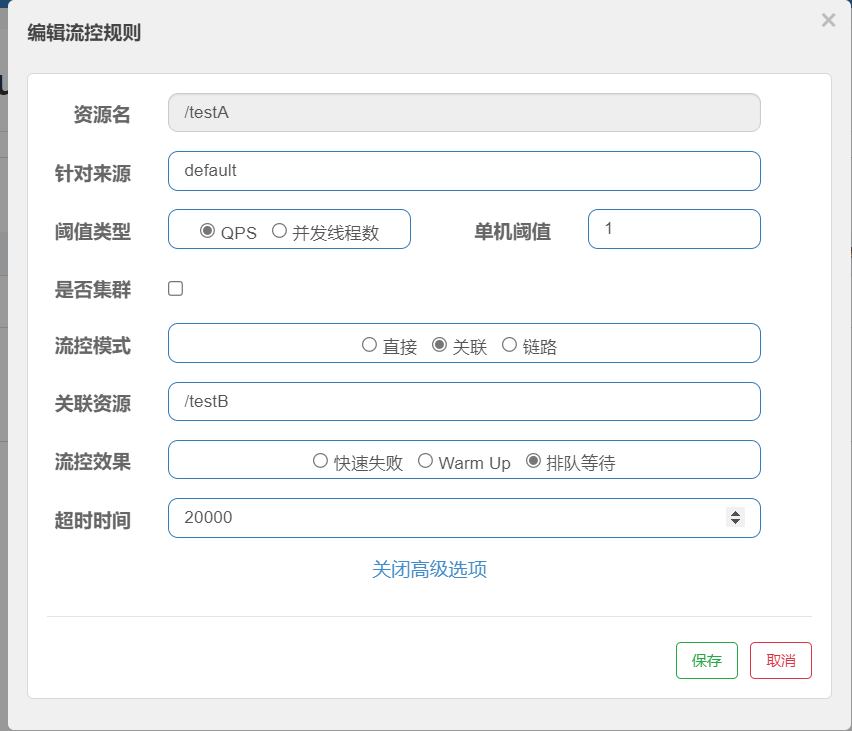 编辑流控规则 ×
资源名 /testA
针对来源 default
阈值类型 QPS 并发线程数 单机阈值 1
是否集群
流控模式 直接 关联 链路
关联资源 /testB
流控效果 快速失败 Warm Up 排队等待
超时时间 20000
关闭高级选项
保存 取消